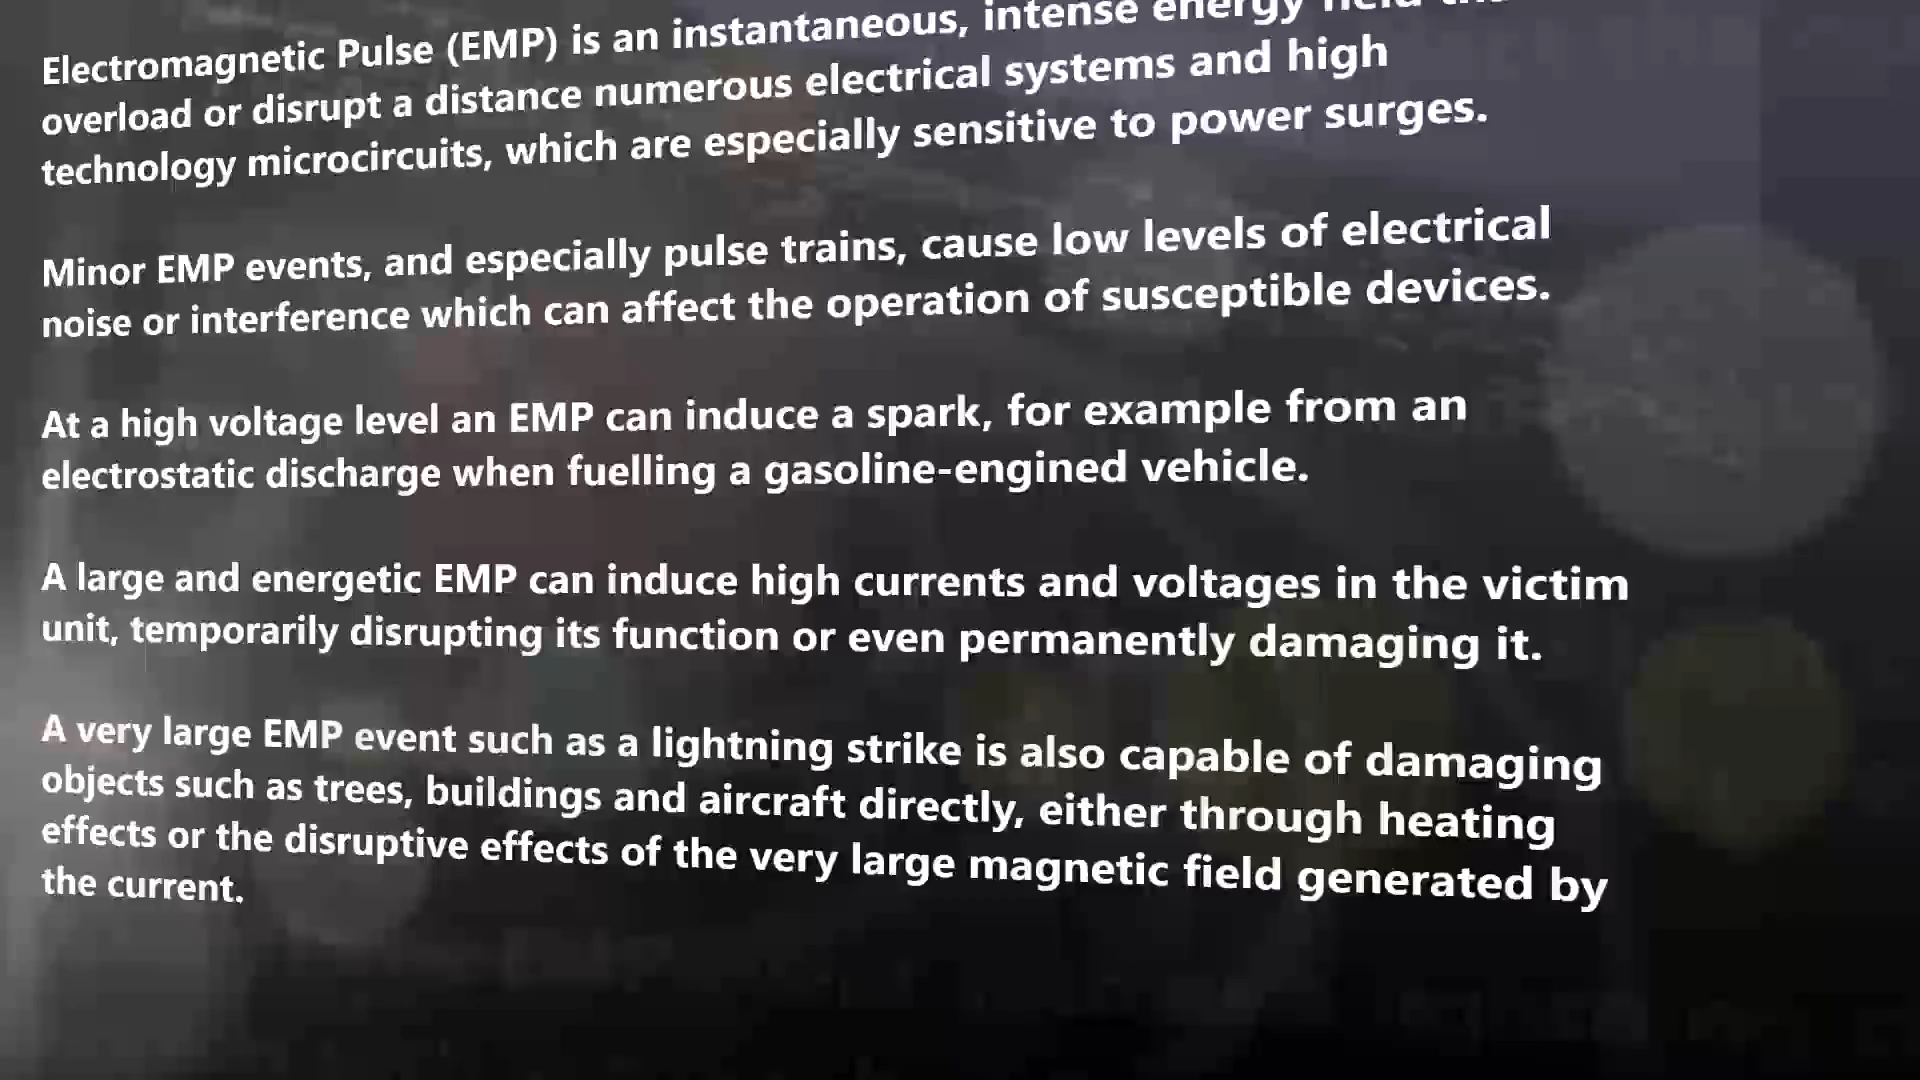 Electromagnetic Pulse (EMP) is an instantaneous, intense energy field
overload or disrupt a distance numerous electrical systems and high
technology microcircuits, which are especially sensitive to power surges.
Minor EMP events, and especially pulse trains, cause low levels of electrical
noise or interference which can affect the operation of susceptible devices.
At a high voltage level an EMP can induce a spark, for example from an
electrostatic discharge when fuelling a gasoline-engined vehicle.
A large and energetic EMP can induce high currents and voltages in the victim
unit, temporarily disrupting its function or even permanently damaging it.
A very large EMP event such as a lightning strike is also capable of damaging
objects such as trees, buildings and aircraft directly, either through heating
effects or the disruptive effects of the very large magnetic field generated by
the current.